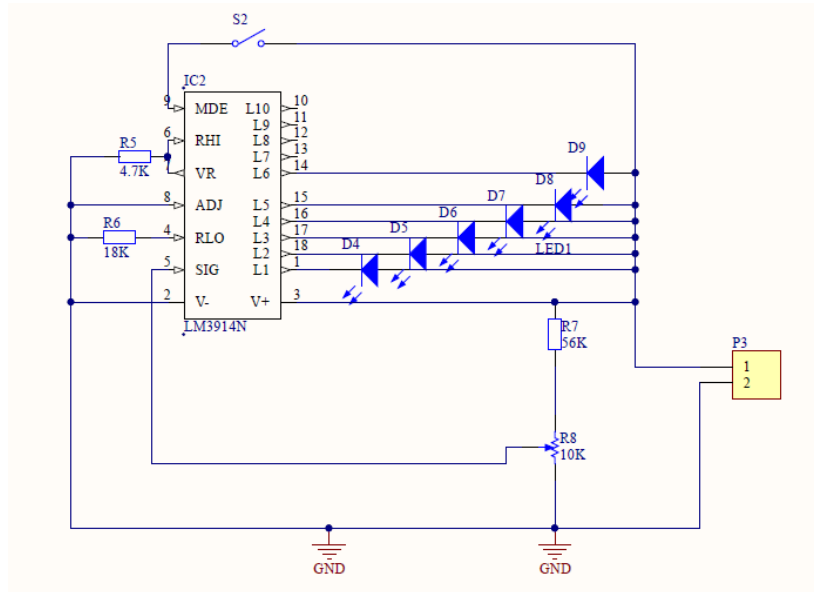 S2
IC2
9 MDE L10 10
L9 11
6 RHI L8 12
L7 13
VR L6 14
8 ADJ L5 15
L4 16
4 RLO L3 17
L2 18
5 SIG L1 1
2 V- V+ 3
LM3914N
R5
4.7K
R6
18K
D9
D8
D7
D6
D5
D4
LED1
R7
56K
R8
10K
P3
1
2
GND
GND